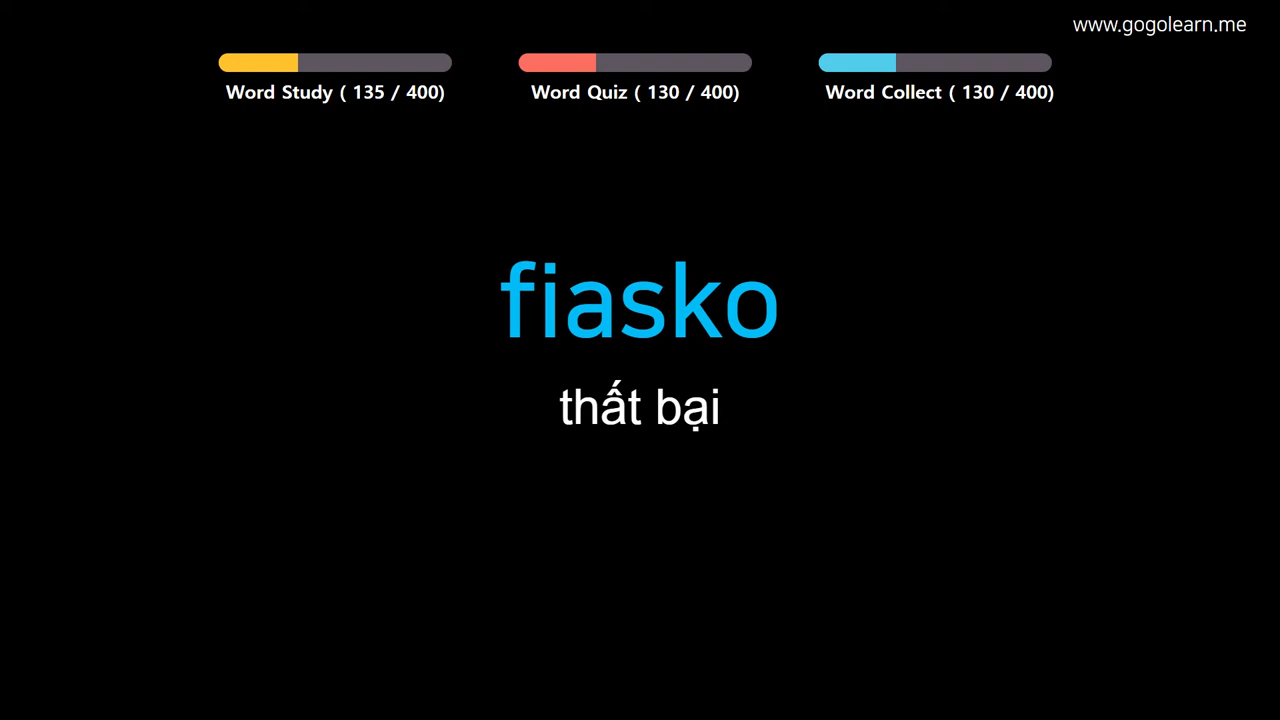 www.gogolearn.me
Word Study ( 135 / 400)
Word Quiz ( 130 / 400)
Word Collect ( 130 / 400)
fiasko
thất bại